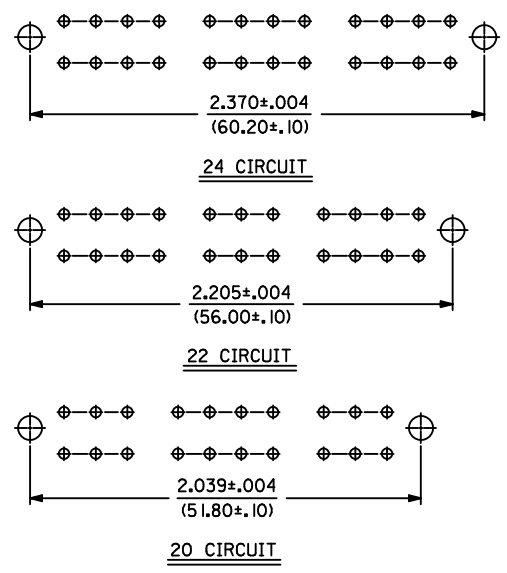 2.370±.004
(60.20±.10)
24 CIRCUIT
2.205±.004
(56.00±.10)
22 CIRCUIT
2.039±.004
(51.80±.10)
20 CIRCUIT